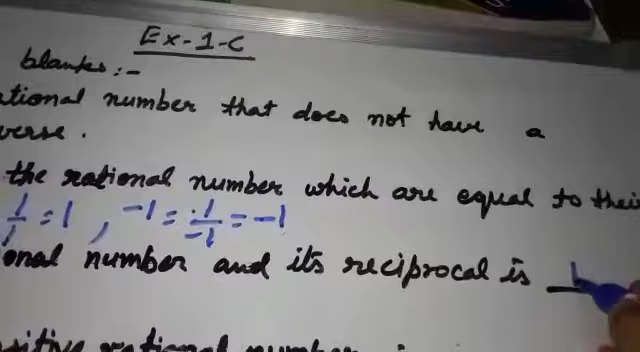 Ex-1-C
blanks:-
ational number that does not have a
verse.
the rational number which are equal to their
1/1 = 1, -1 = 1/-1 = -1
onal number and its reciprocal is
sitive rational number